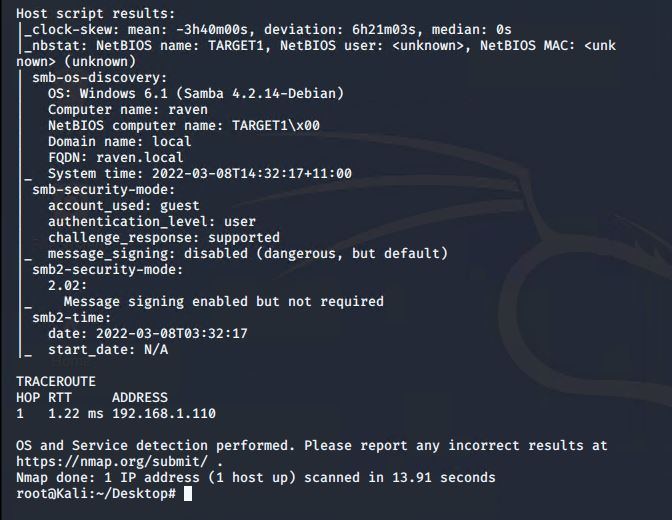 Host script results:
|_clock-skew: mean: -3h40m00s, deviation: 6h21m03s, median: 0s
|_nbstat: NetBIOS name: TARGET1, NetBIOS user: <unknown>, NetBIOS MAC: <unk
nown> (unknown)
| smb-os-discovery:
|   OS: Windows 6.1 (Samba 4.2.14-Debian)
|   Computer name: raven
|   NetBIOS computer name: TARGET1\x00
|   Domain name: local
|   FQDN: raven.local
|_  System time: 2022-03-08T14:32:17+11:00
| smb-security-mode:
|   account_used: guest
|   authentication_level: user
|   challenge_response: supported
|_  message_signing: disabled (dangerous, but default)
| smb2-security-mode:
|   2.02:
|_    Message signing enabled but not required
| smb2-time:
|   date: 2022-03-08T03:32:17
|_  start_date: N/A
TRACEROUTE
HOP RTT     ADDRESS
1   1.22 ms 192.168.1.110
OS and Service detection performed. Please report any incorrect results at
https://nmap.org/submit/ .
Nmap done: 1 IP address (1 host up) scanned in 13.91 seconds
root@Kali:~/Desktop#